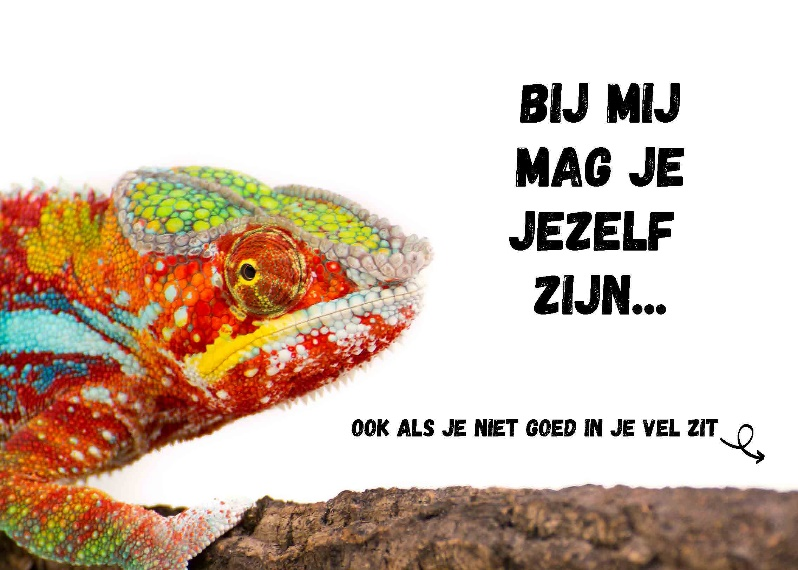 BIJ MIJ
MAG JE
JEZELF
ZIJN...
OOK ALS JE NIET GOED IN JE VEL ZIT